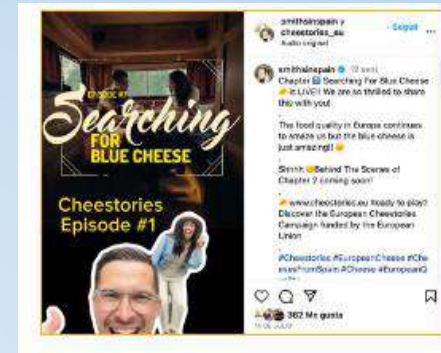 EPISODE #1
Searching
FOR
BLUE CHEESE
Cheestories
Episode #1
smithsinspain y
cheestories_eu
Audio original
Seguir
smithsinspain
Chapter Searching For Blue Cheese
is LIVE!! We are so thrilled to share
this with you!
The food quality in Europe continues
to amaze us but the blue cheese is
just amazing!!
Behind The Scenes of
Chapter 2 coming soon!
www.cheestories.eu Ready to play?
Discover the European Cheestories
Campaign funded by the European
Union
#Cheestories #EuropeanCheese #Che
esesFromSpain #Cheese #EuropeanQ
362 Me gusta